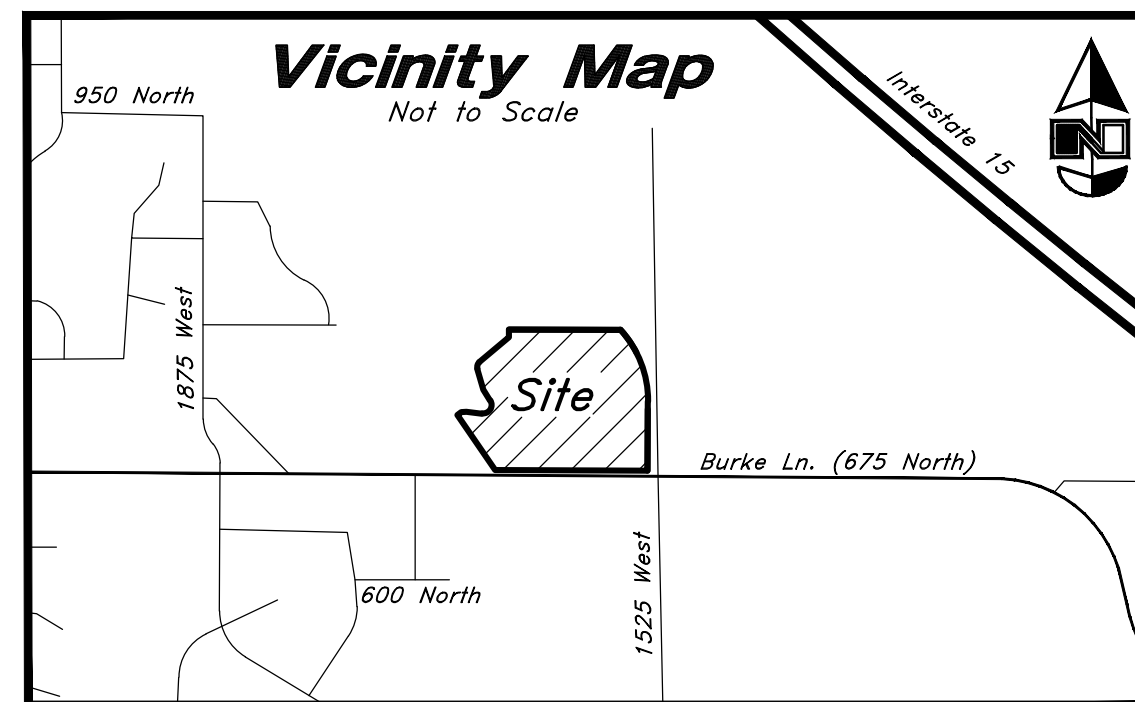 Vicinity Map
Not to Scale
950 North
Interstate 15
N
1875 West
Site
Burke Ln. (675 North)
1525 West
600 North